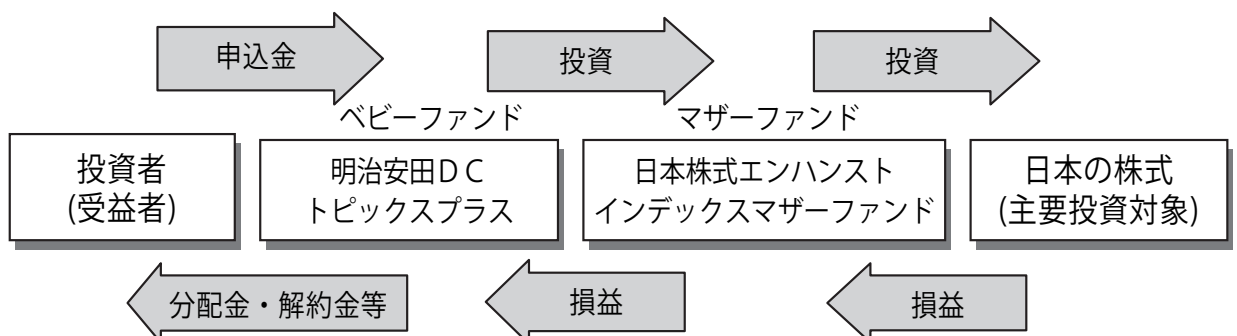 申込金
投資
投資
ベビーファンド
マザーファンド
投資者
(受益者)
明治安田ＤＣ
トピックスプラス
日本株式エンハンスト
インデックスマザーファンド
日本の株式
(主要投資対象)
分配金・解約金等
損益
損益